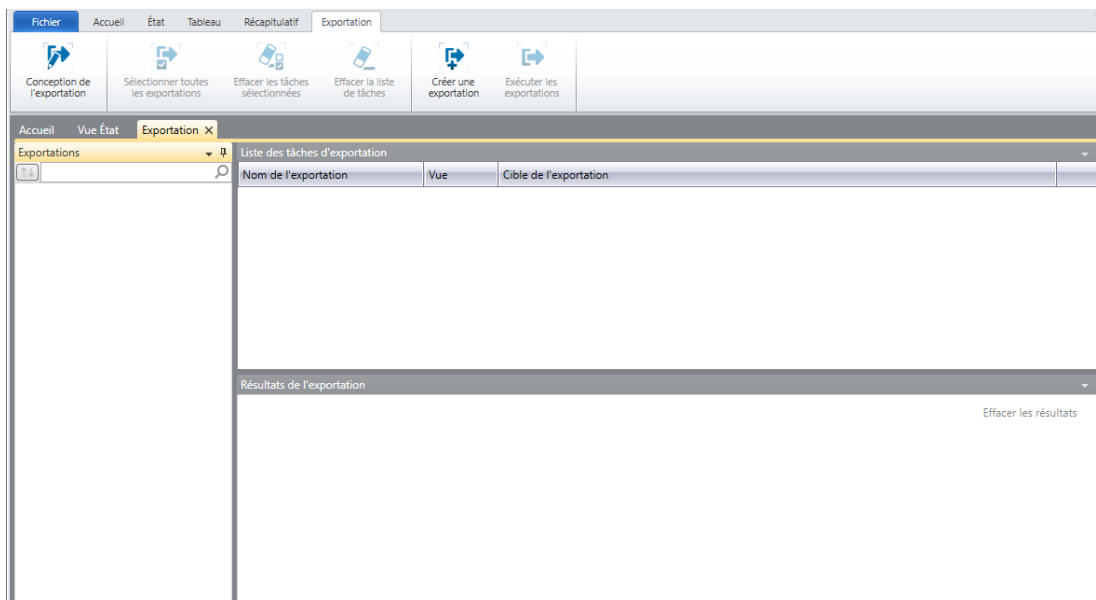 Fichier Accueil État Tableau Récapitulatif Exportation
Conception de
l'exportation
Sélectionner toutes
les exportations
Effacer les tâches
sélectionnées
Effacer la liste
de tâches
Créer une
exportation
Exécuter les
exportations
Accueil Vue État Exportation
Exportations
Liste des tâches d'exportation
Nom de l'exportation Vue Cible de l'exportation
Résultats de l'exportation
Effacer les résultats